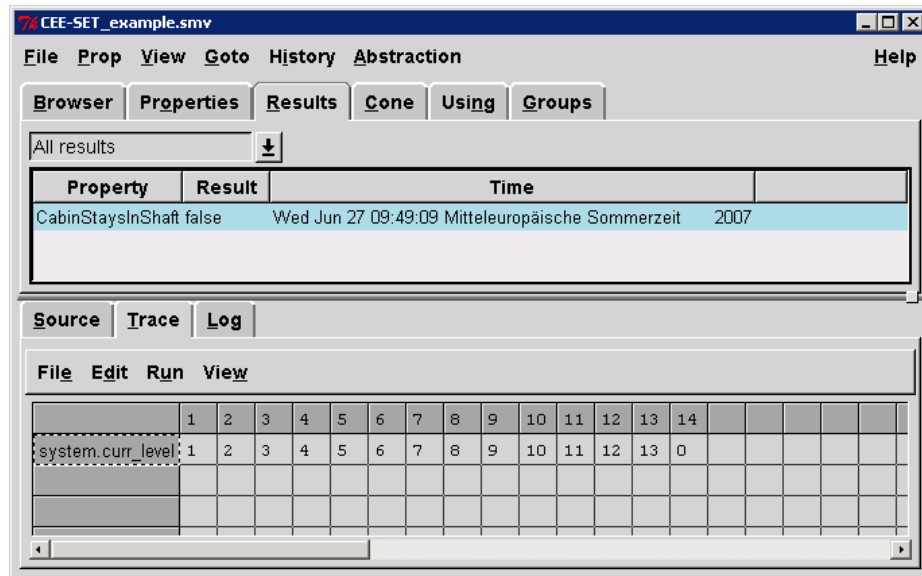 CEE-SET_example.smv
File Prop View Goto History Abstraction Help
Browser Properties Results Cone Using Groups
All results
Property Result Time
CabinStaysInShaft false Wed Jun 27 09:49:09 Mitteleuropäische Sommerzeit 2007
Source Trace Log
File Edit Run View
1 2 3 4 5 6 7 8 9 10 11 12 13 14
system.curr_level 1 2 3 4 5 6 7 8 9 10 11 12 13 0